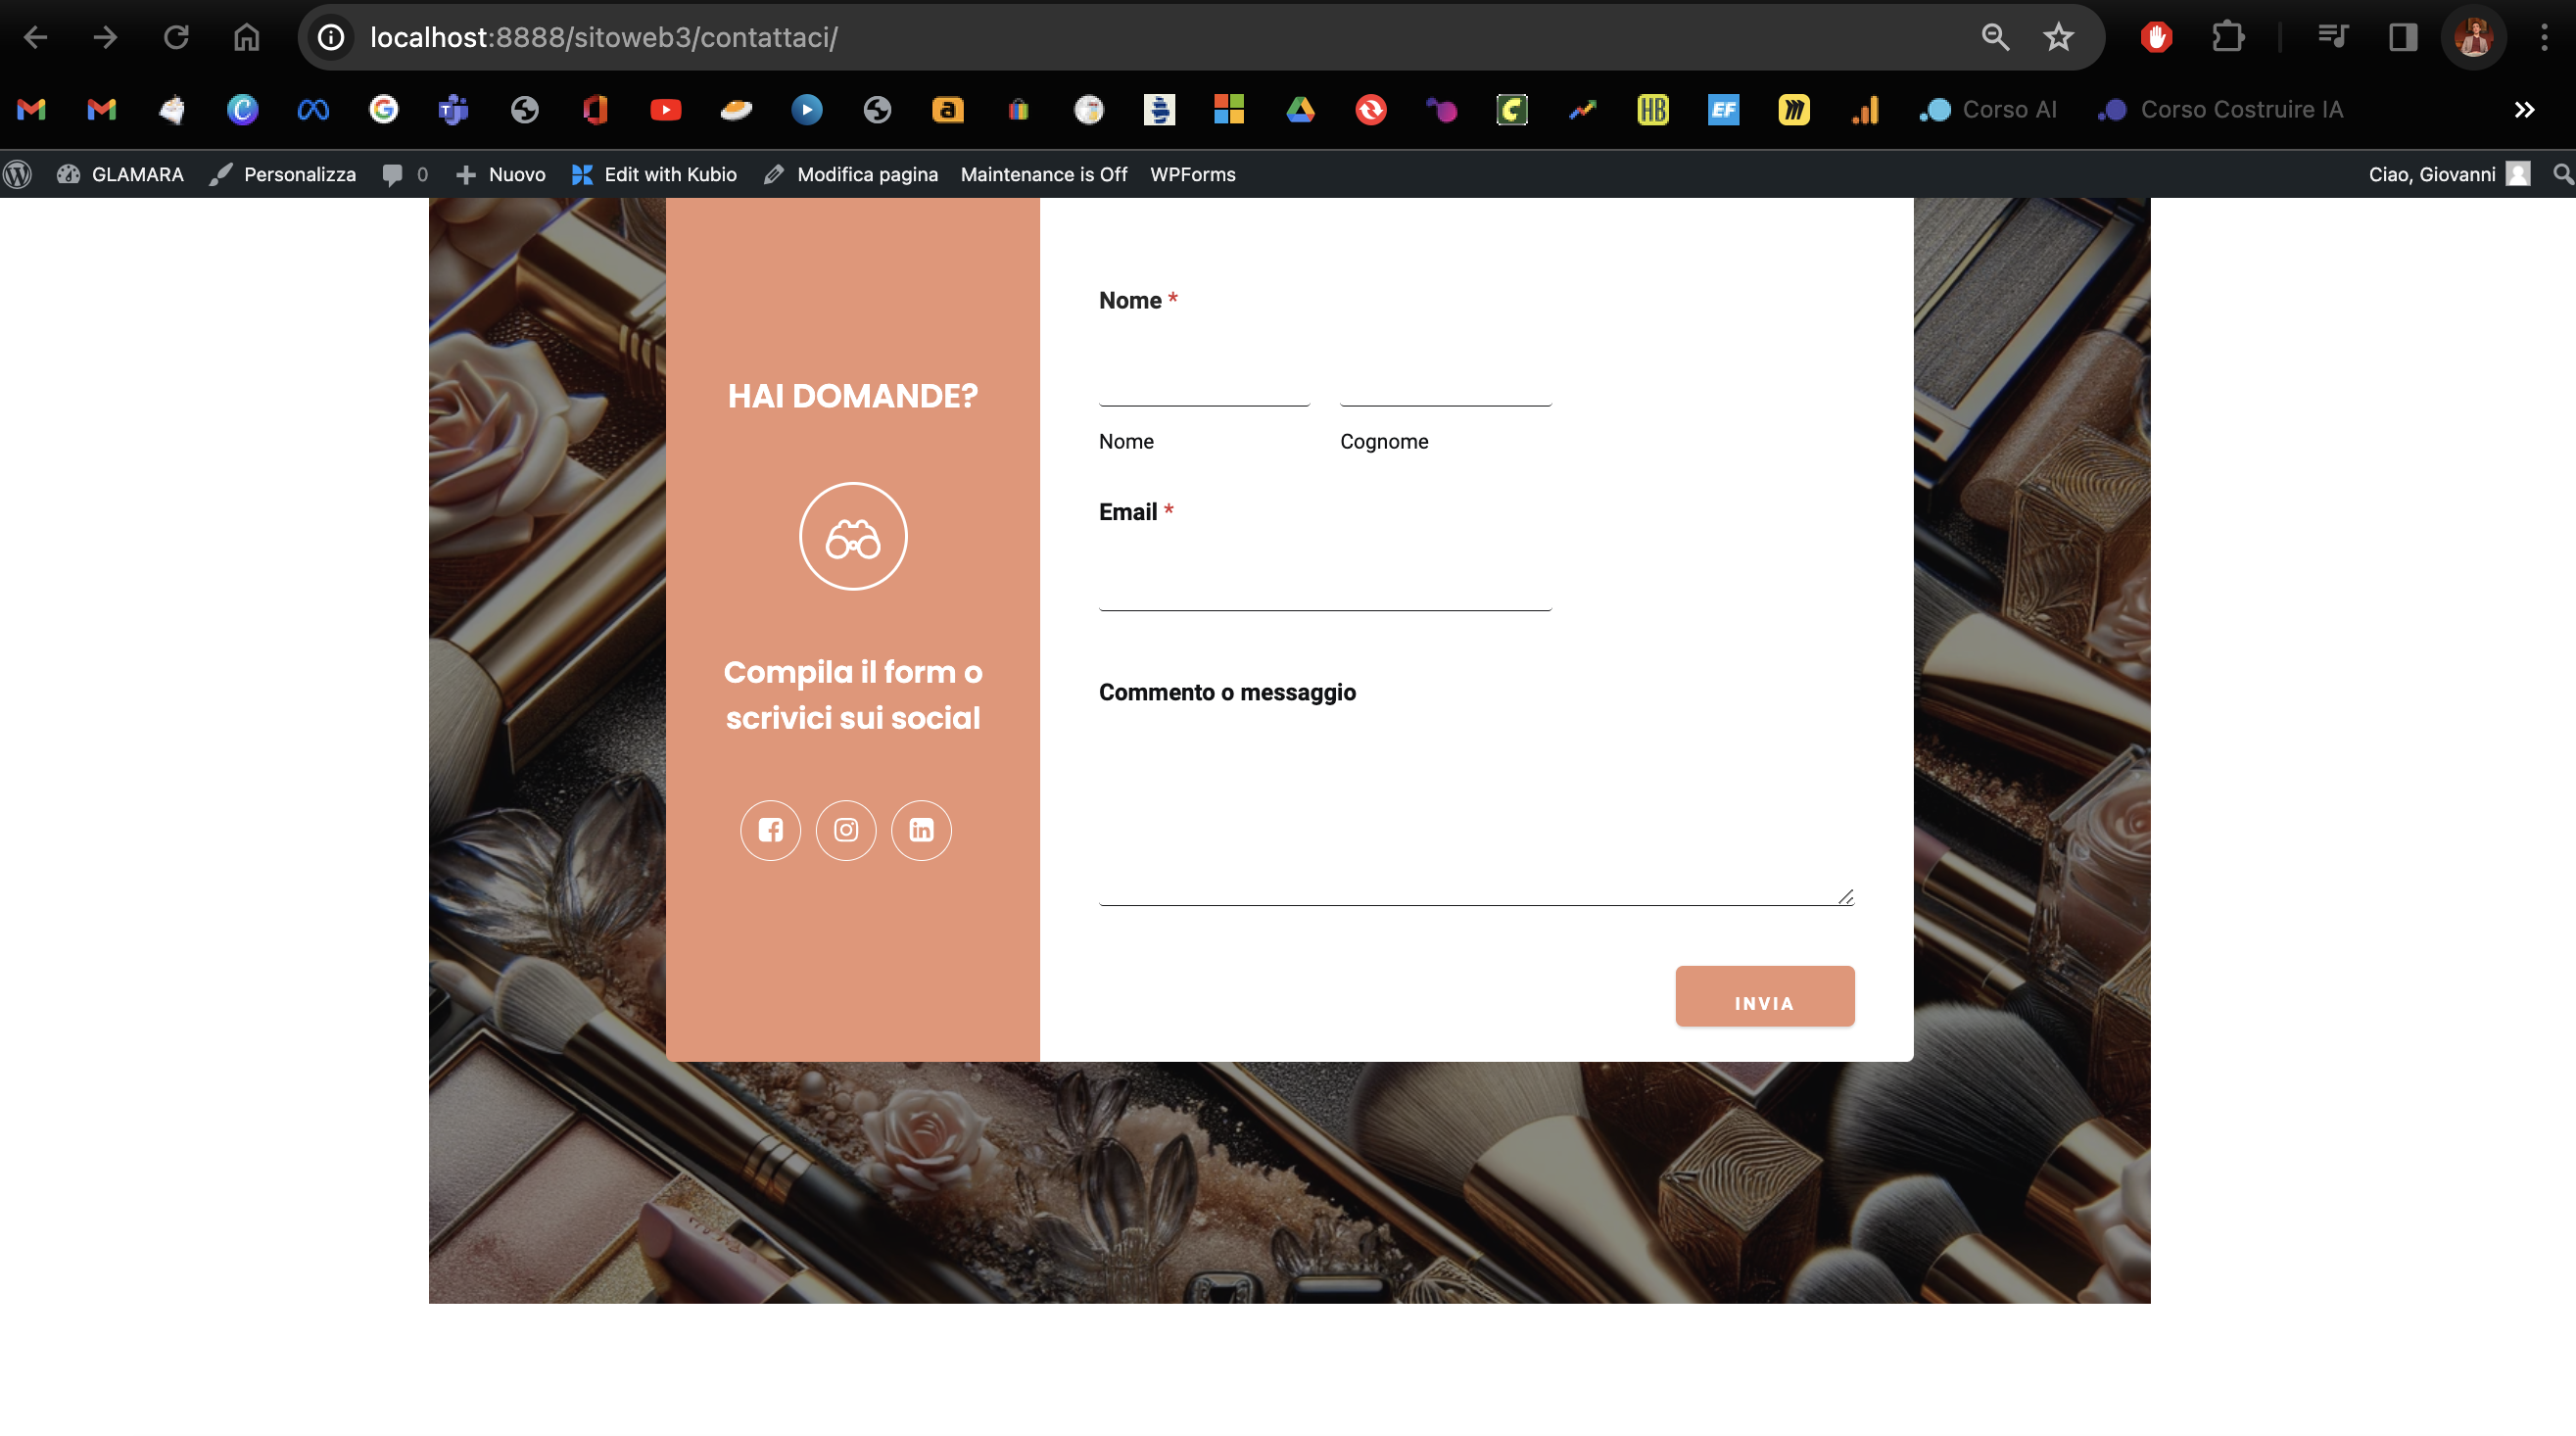 localhost:8888/sitoweb3/contattaci/
Corso AI
Corso Costruire IA
GLAMARA
Personalizza
0
Nuovo
Edit with Kubio
Modifica pagina
Maintenance is Off
WPForms
Ciao, Giovanni
HAI DOMANDE?
Compila il form o
scrivici sui social
Nome *
Nome
Cognome
Email *
Commento o messaggio
INVIA